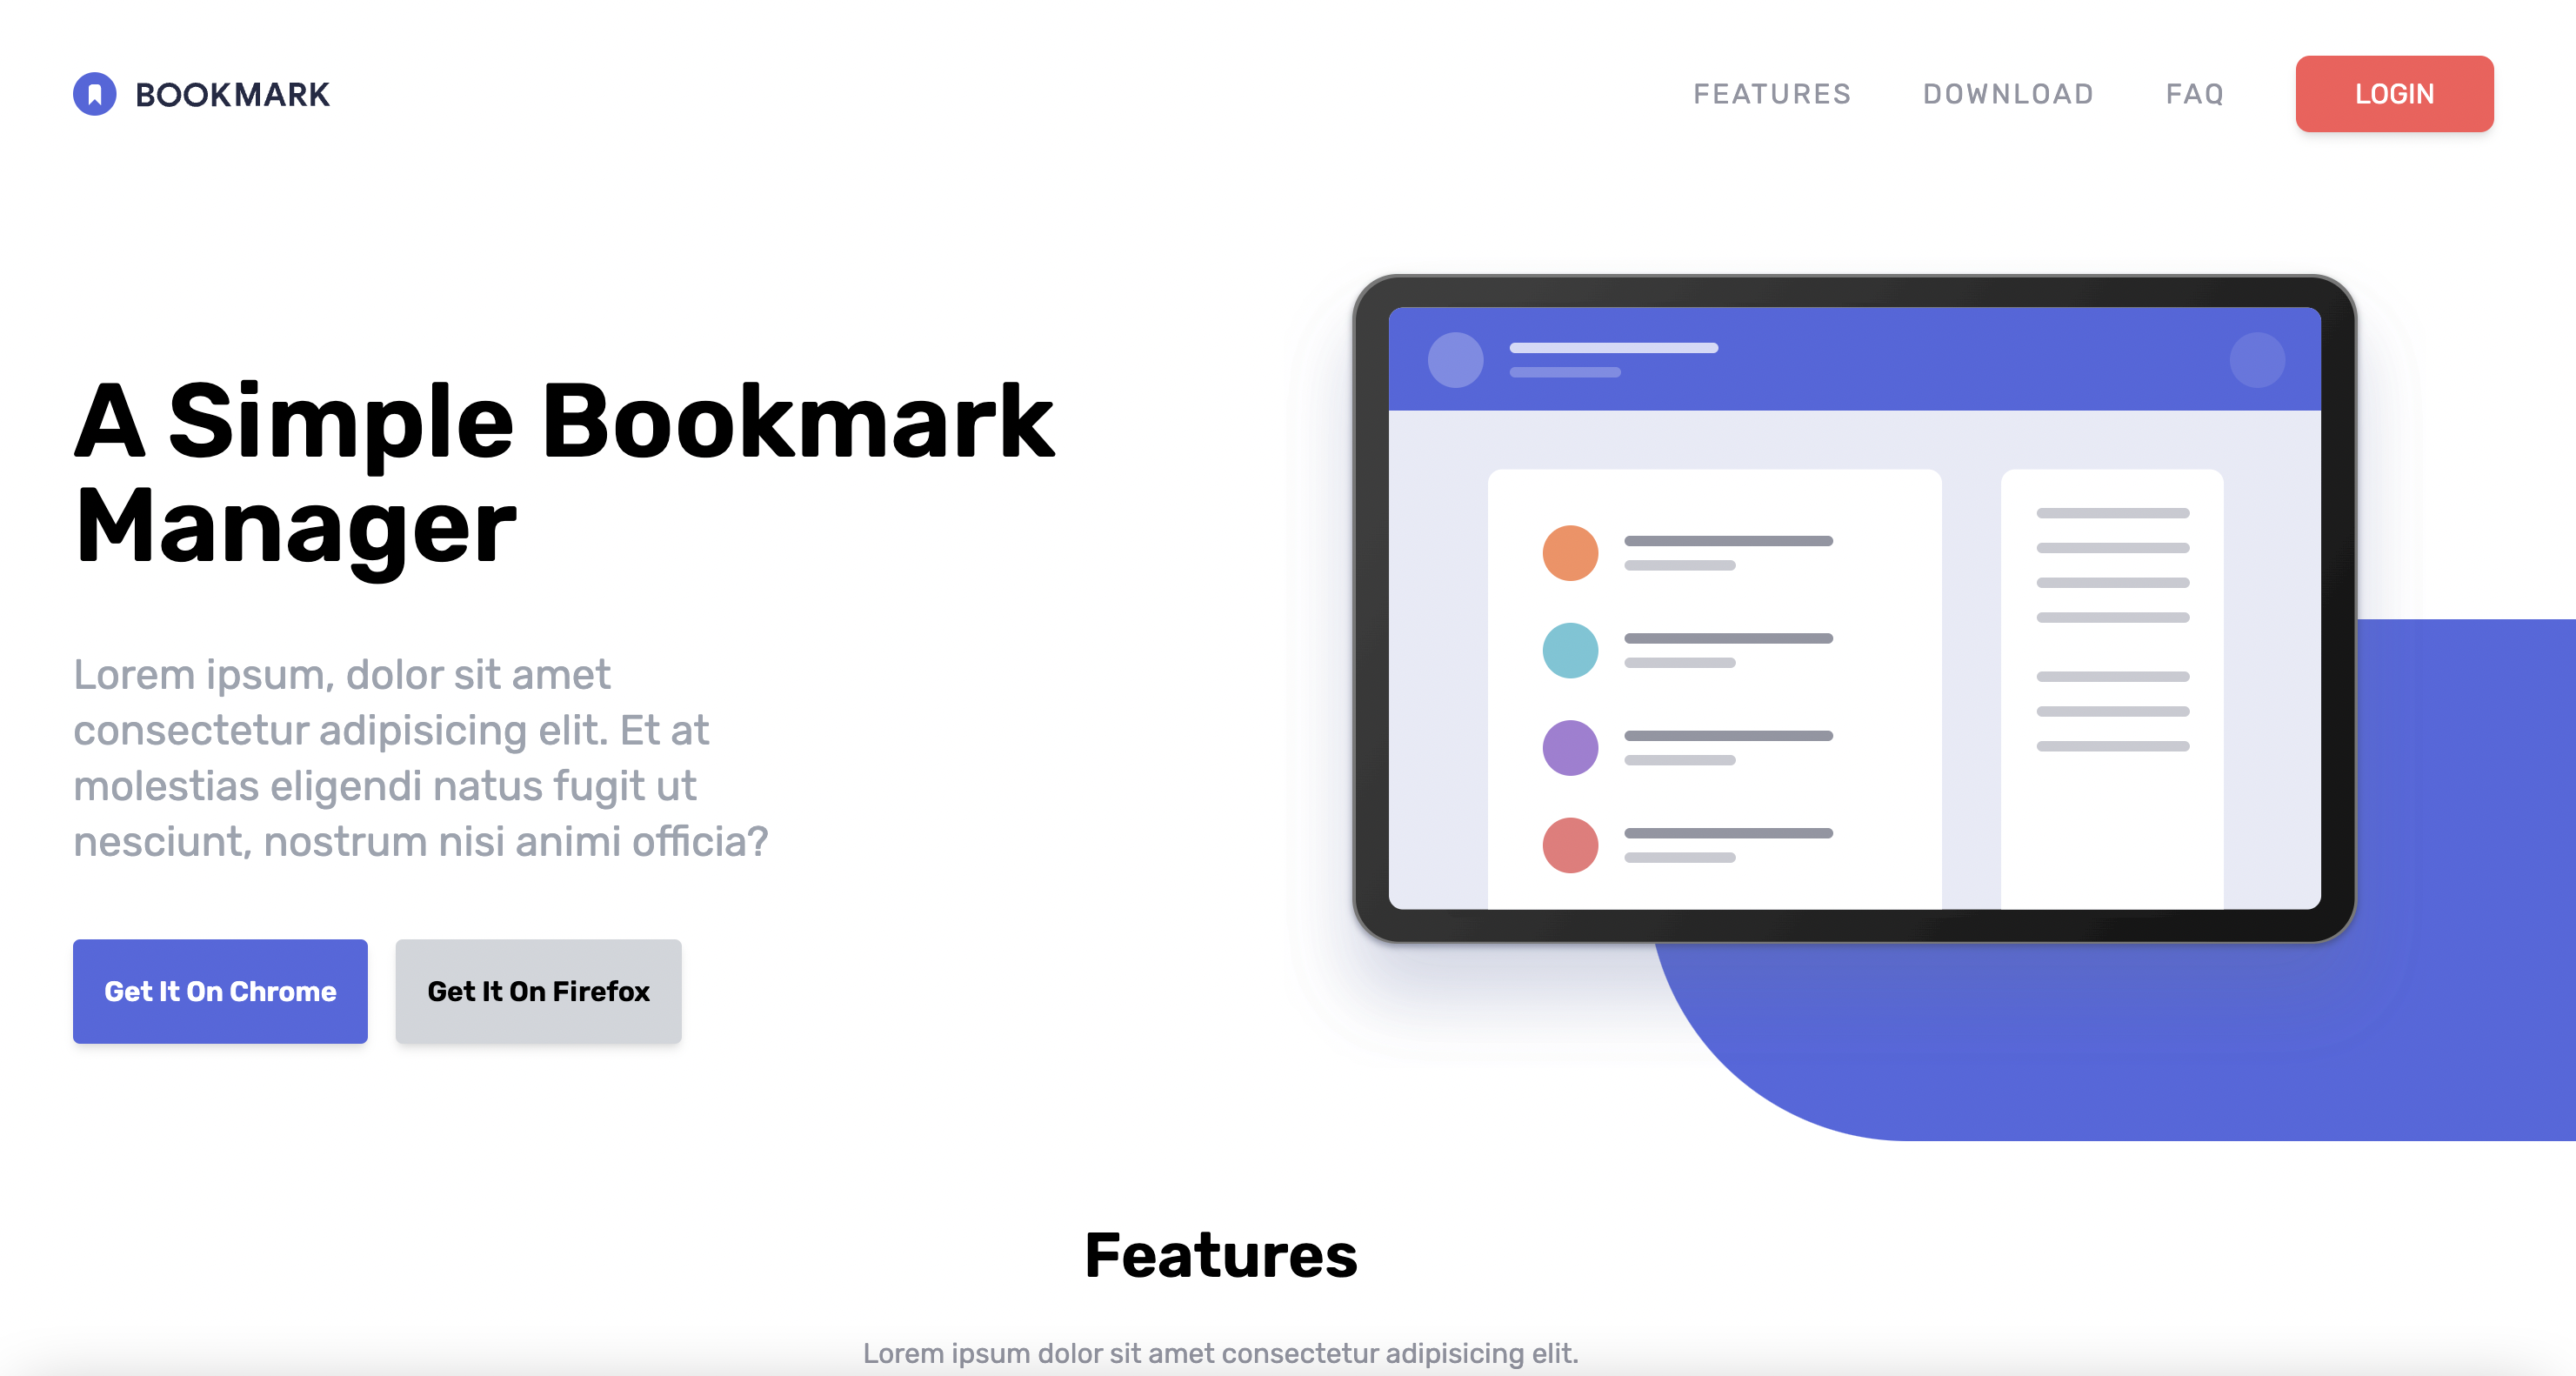 BOOKMARK
FEATURES
DOWNLOAD
FAQ
LOGIN
A Simple Bookmark
Manager
Lorem ipsum, dolor sit amet
consectetur adipisicing elit. Et at
molestias eligendi natus fugit ut
nesciunt, nostrum nisi animi officia?
Get It On Chrome
Get It On Firefox
Features
Lorem ipsum dolor sit amet consectetur adipisicing elit.